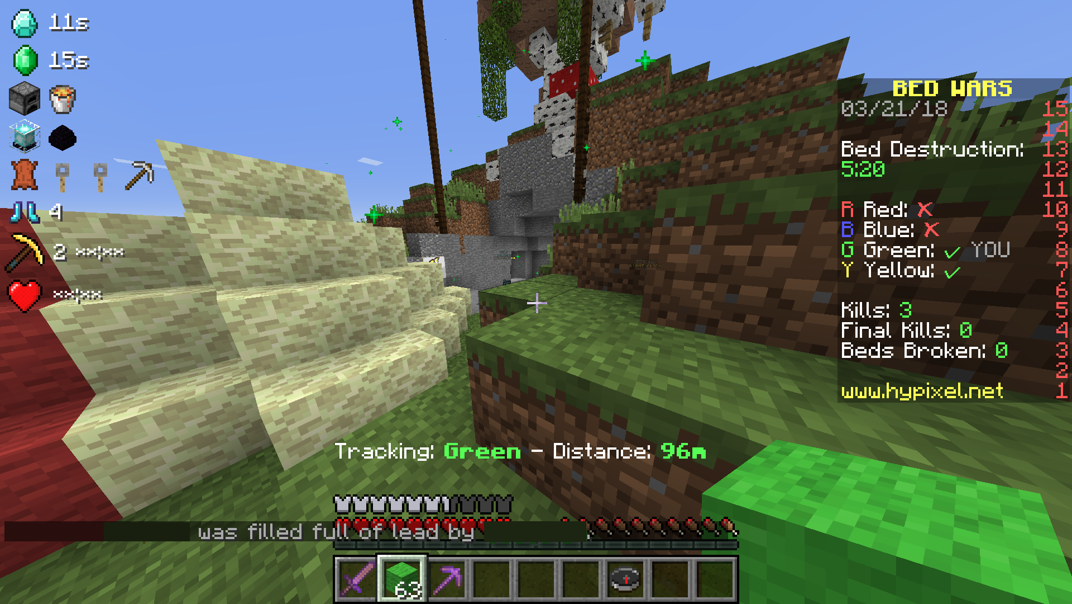 11s
15s
4
2 ××|××
××|××
BED WARS
03/21/18 15
14
Bed Destruction: 13
5:20 12
11
R Red: ✗ 10
B Blue: ✗ 9
G Green: ✓ YOU 8
Y Yellow: ✓ 7
6
Kills: 3 5
Final Kills: 0 4
Beds Broken: 0 3
2
www.hypixel.net 1
Tracking: Green - Distance: 96m
was filled full of lead by
63